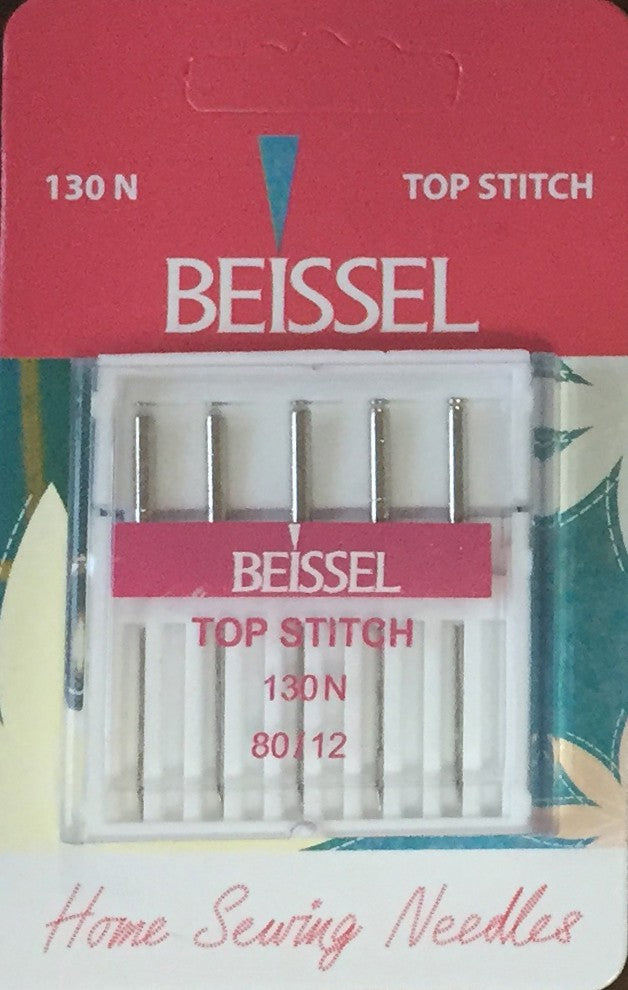 130 N TOP STITCH
BEISSEL
BEISSEL
TOP STITCH
130N
80/12
Home Sewing Needles